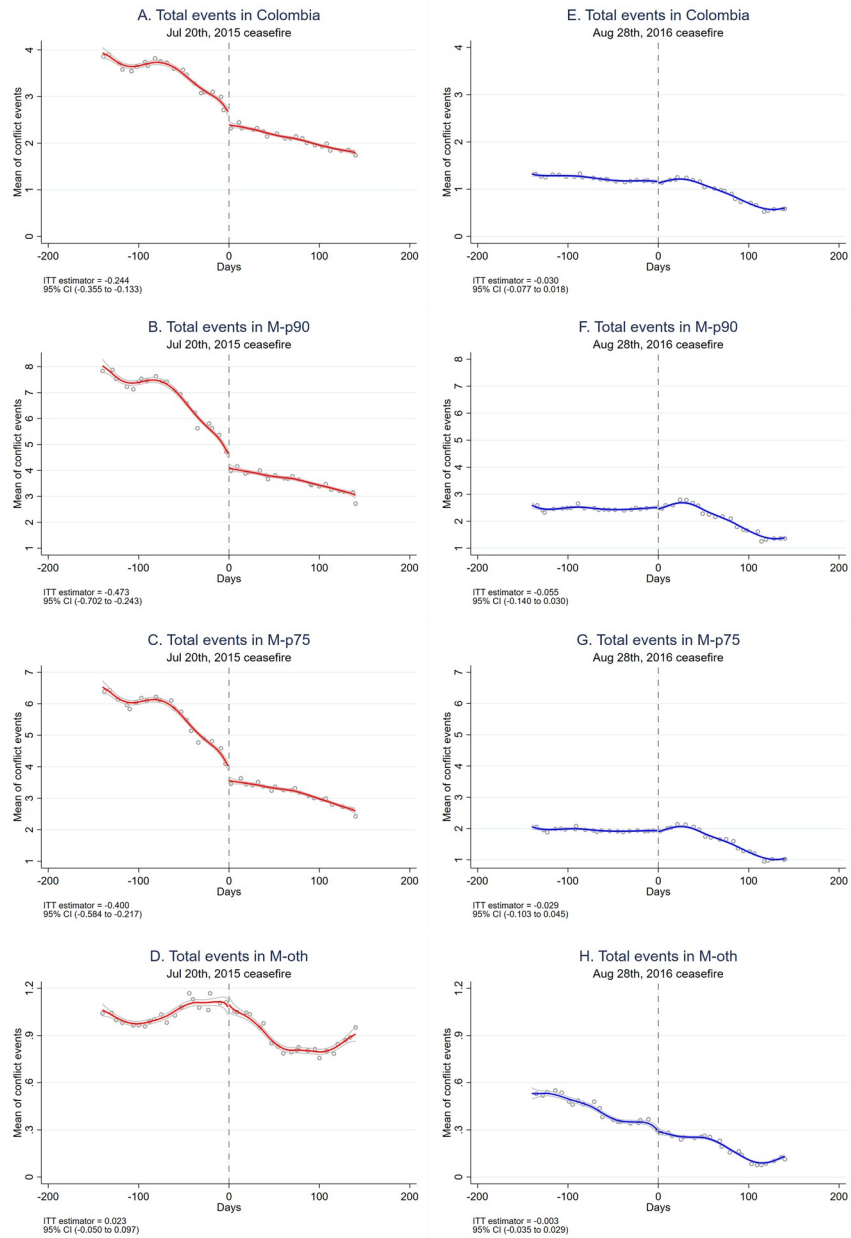 A. Total events in Colombia
Jul 20th, 2015 ceasefire
Mean of conflict events
4
3
2
1
0
-200
-100
0
100
200
Days
ITT estimator = -0.244
95% CI (-0.355 to -0.133)
E. Total events in Colombia
Aug 28th, 2016 ceasefire
Mean of conflict events
4
3
2
1
0
-200
-100
0
100
200
Days
ITT estimator = -0.030
95% CI (-0.077 to 0.018)
B. Total events in M-p90
Jul 20th, 2015 ceasefire
Mean of conflict events
8
7
6
5
4
3
2
1
-200
-100
0
100
200
Days
ITT estimator = -0.473
95% CI (-0.702 to -0.243)
F. Total events in M-p90
Aug 28th, 2016 ceasefire
Mean of conflict events
8
7
6
5
4
3
2
1
-200
-100
0
100
200
Days
ITT estimator = -0.055
95% CI (-0.140 to 0.030)
C. Total events in M-p75
Jul 20th, 2015 ceasefire
Mean of conflict events
7
6
5
4
3
2
1
-200
-100
0
100
200
Days
ITT estimator = -0.400
95% CI (-0.584 to -0.217)
G. Total events in M-p75
Aug 28th, 2016 ceasefire
Mean of conflict events
7
6
5
4
3
2
1
-200
-100
0
100
200
Days
ITT estimator = -0.029
95% CI (-0.103 to 0.045)
D. Total events in M-oth
Jul 20th, 2015 ceasefire
Mean of conflict events
1.2
.9
.6
.3
0
-200
-100
0
100
200
Days
ITT estimator = 0.023
95% CI (-0.050 to 0.097)
H. Total events in M-oth
Aug 28th, 2016 ceasefire
Mean of conflict events
1.2
.9
.6
.3
0
-200
-100
0
100
200
Days
ITT estimator = -0.003
95% CI (-0.035 to 0.029)